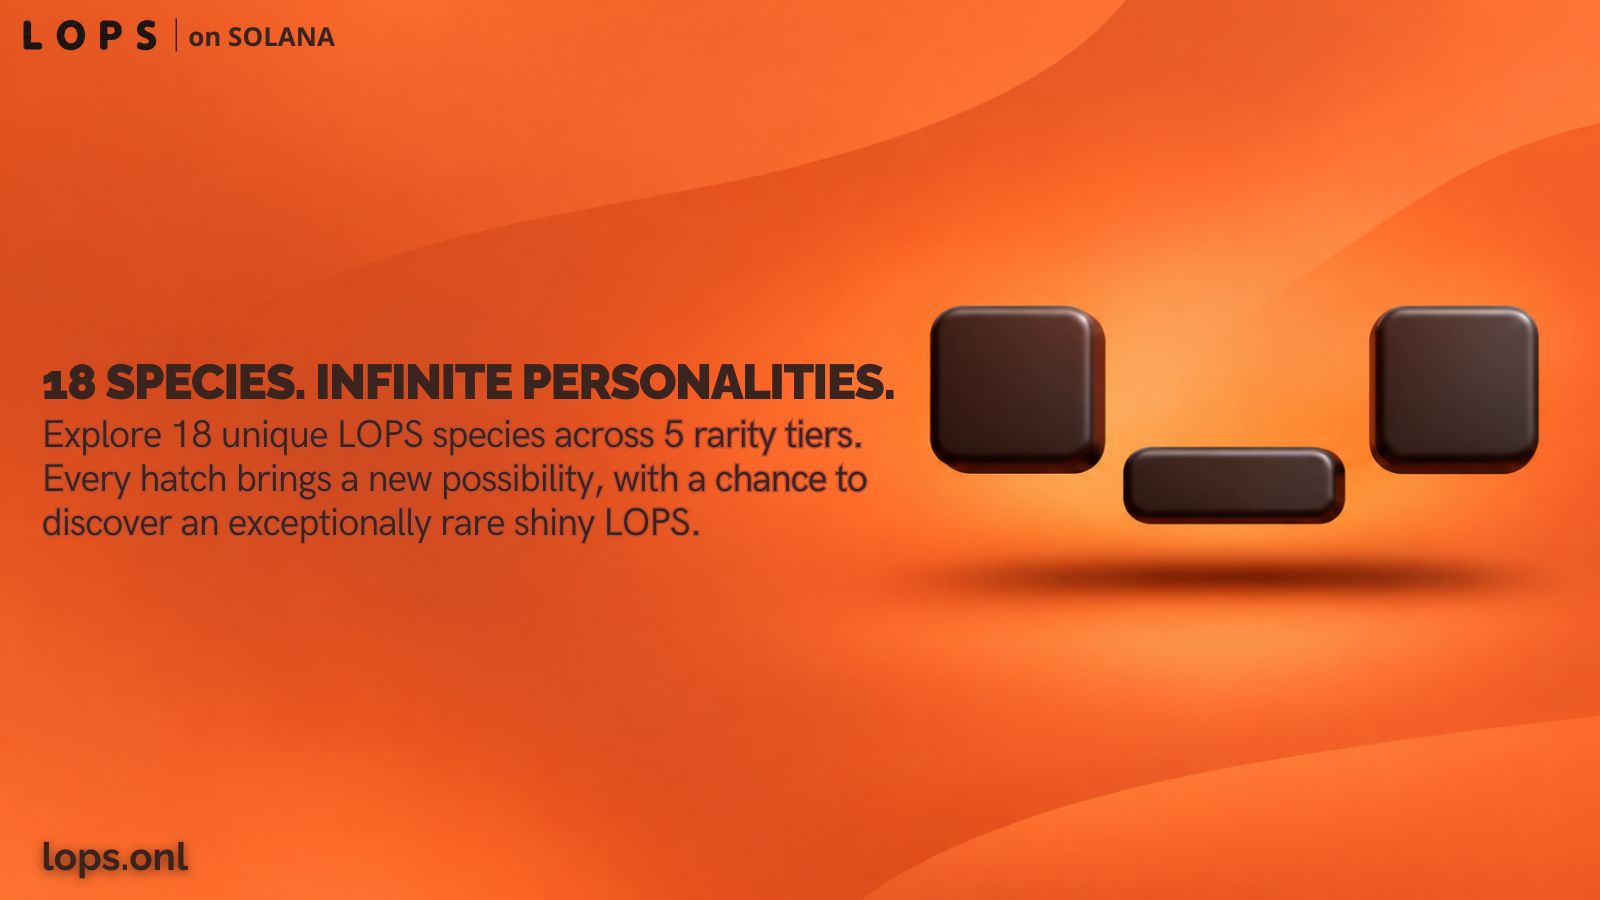 LOPS | on SOLANA
18 SPECIES. INFINITE PERSONALITIES.
Explore 18 unique LOPS species across 5 rarity tiers.
Every hatch brings a new possibility, with a chance to
discover an exceptionally rare shiny LOPS.
lops.onl